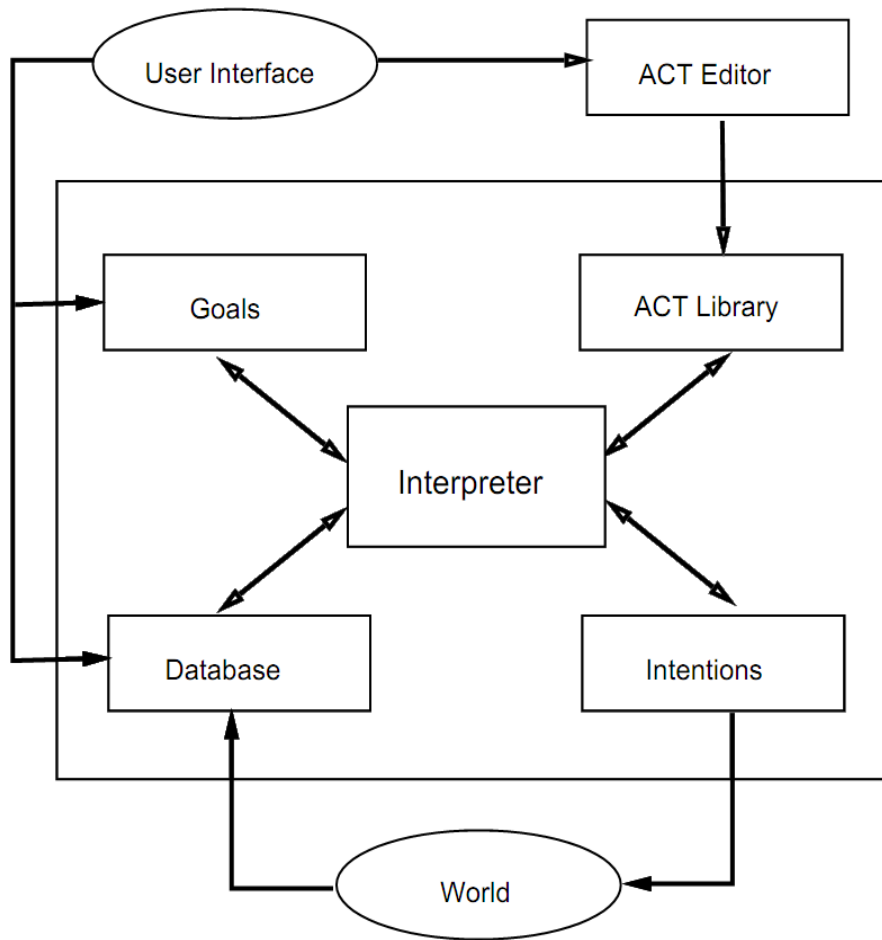 User Interface
ACT Editor
Goals
ACT Library
Interpreter
Database
Intentions
World